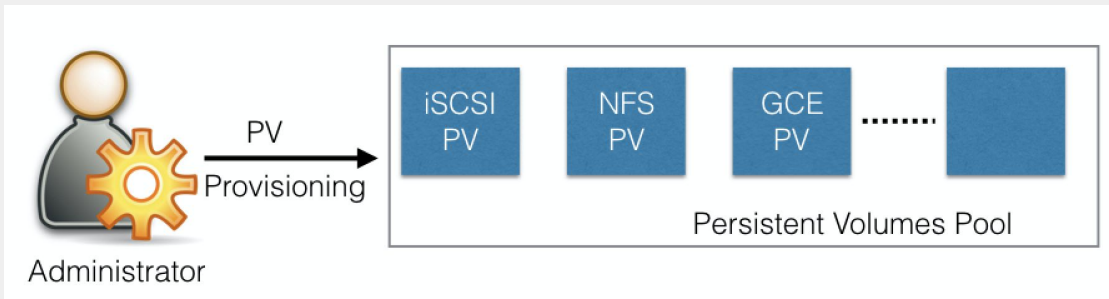 iSCSI
PV
NFS
PV
GCE
PV
PV
Provisioning
Persistent Volumes Pool
Administrator